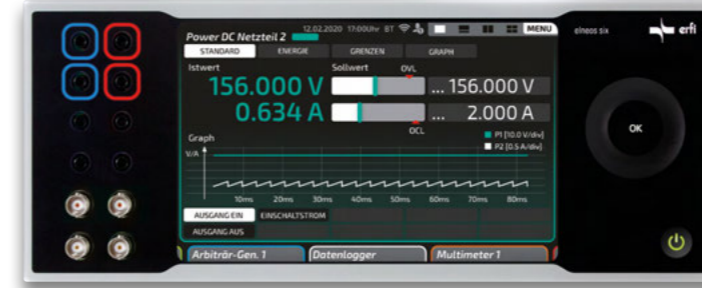 12.02.2020 17:00Uhr BT MENU
Power DC Netzteil 2
elneos six erfi
STANDARD ENERGIE GRENZEN GRAPH
Istwert Sollwert OVL
156.000 V ... 156.000 V
0.634 A ... 2.000 A
OCL
OK
Graph P1 [10.0 V/div]
V/A P2 [0.5 A/div]
10ms 20ms 30ms 40ms 50ms 60ms 70ms 80ms
AUSGANG EIN EINSCHALTSTROM
AUSGANG AUS
Arbiträr-Gen. 1 Datenlogger Multimeter 1